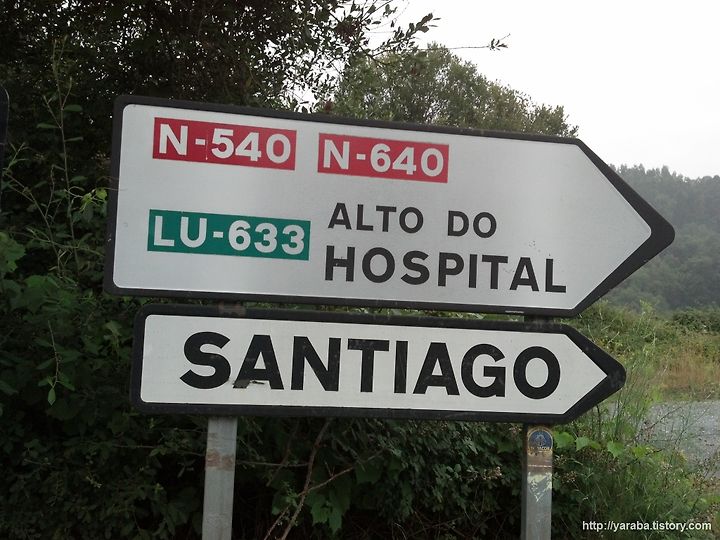 N-540 N-640
LU-633 ALTO DO
HOSPITAL
SANTIAGO
http://yaraba.tistory.com